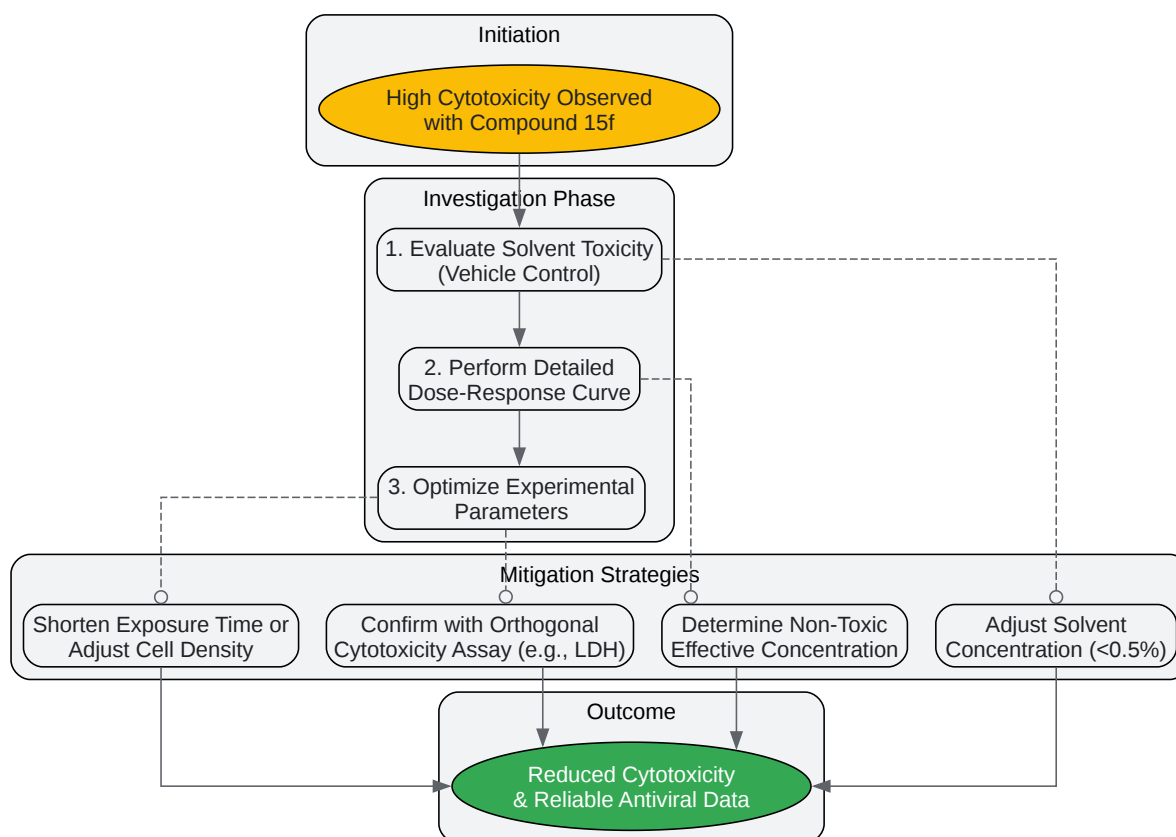 Initiation
High Cytotoxicity Observed
with Compound 15f
Investigation Phase
1. Evaluate Solvent Toxicity
(Vehicle Control)
2. Perform Detailed
Dose-Response Curve
3. Optimize Experimental
Parameters
Mitigation Strategies
Shorten Exposure Time or
Adjust Cell Density
Confirm with Orthogonal
Cytotoxicity Assay (e.g., LDH)
Determine Non-Toxic
Effective Concentration
Adjust Solvent
Concentration (<0.5%)
Outcome
Reduced Cytotoxicity
& Reliable Antiviral Data